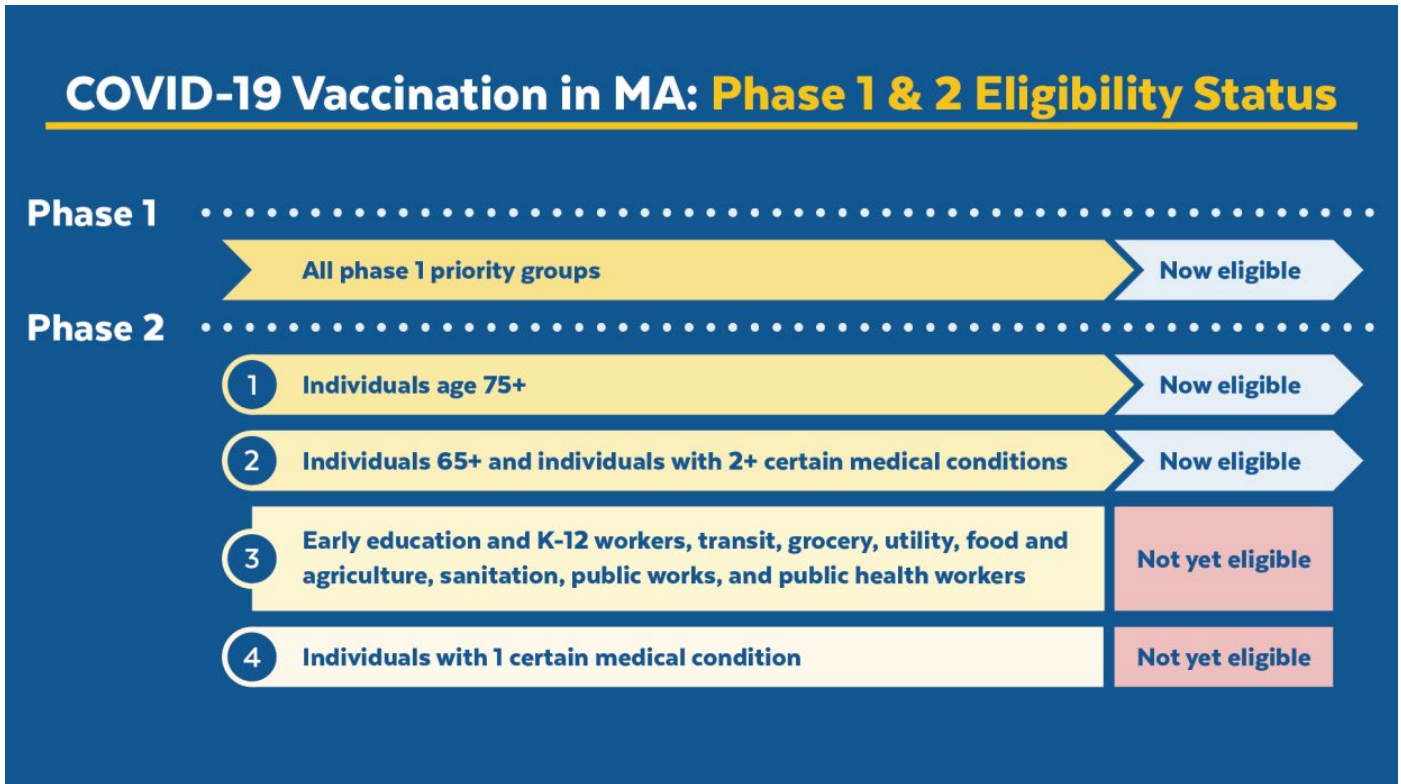 COVID-19 Vaccination in MA: Phase 1 & 2 Eligibility Status
Phase 1
All phase 1 priority groups
Now eligible
Phase 2
1
Individuals age 75+
Now eligible
2
Individuals 65+ and individuals with 2+ certain medical conditions
Now eligible
3
Early education and K-12 workers, transit, grocery, utility, food and
agriculture, sanitation, public works, and public health workers
Not yet eligible
4
Individuals with 1 certain medical condition
Not yet eligible